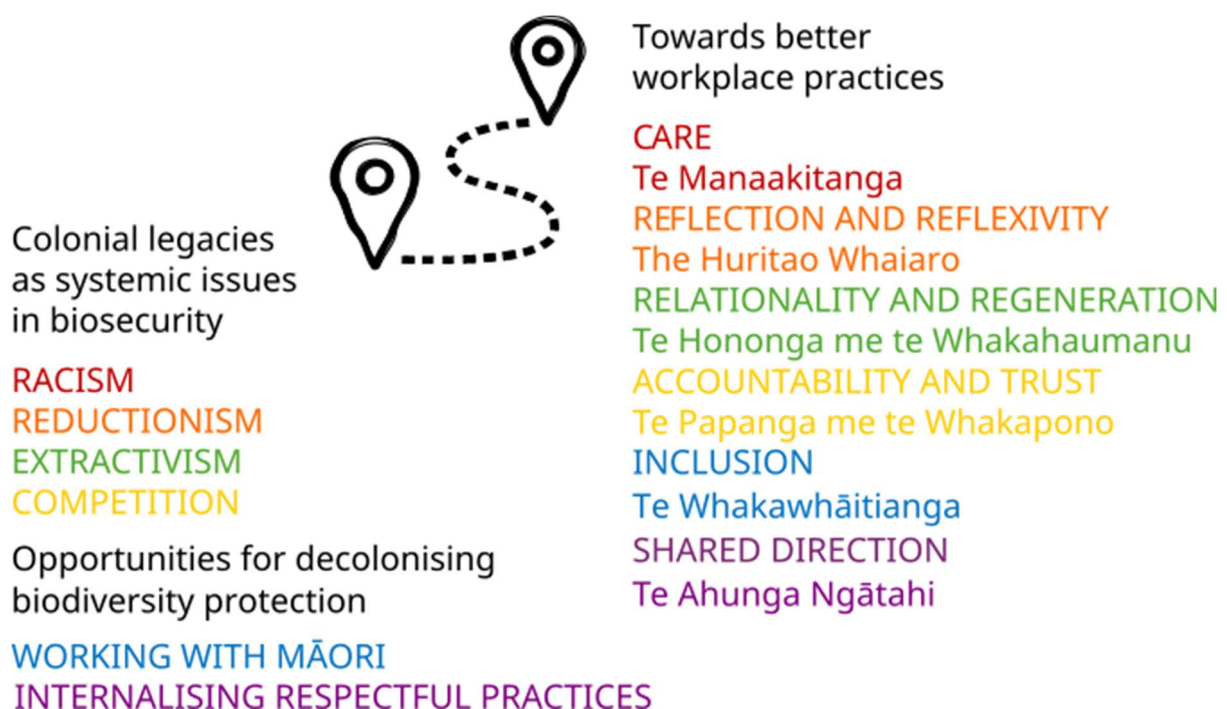 Colonial legacies
as systemic issues
in biosecurity
RACISM
REDUCTIONISM
EXTRACTIVISM
COMPETITION
Opportunities for decolonising
biodiversity protection
WORKING WITH MĀORI
INTERNALISING RESPECTFUL PRACTICES
Towards better
workplace practices
CARE
Te Manaakitanga
REFLECTION AND REFLEXIVITY
The Huritao Whaiaro
RELATIONALITY AND REGENERATION
Te Hononga me te Whakahaumanu
ACCOUNTABILITY AND TRUST
Te Papanga me te Whakapono
INCLUSION
Te Whakawhāitianga
SHARED DIRECTION
Te Ahunga Ngātahi